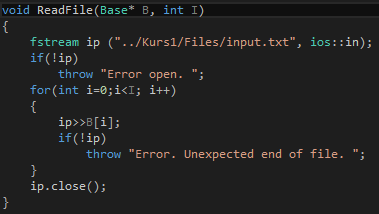 void ReadFile(Base* B, int I)
{
    fstream ip ("../Kurs1/Files/input.txt", ios::in);
    if(!ip)
        throw "Error open. ";
    for(int i=0;i<I; i++)
    {
        ip>>B[i];
        if(!ip)
            throw "Error. Unexpected end of file. ";
    }
    ip.close();
}